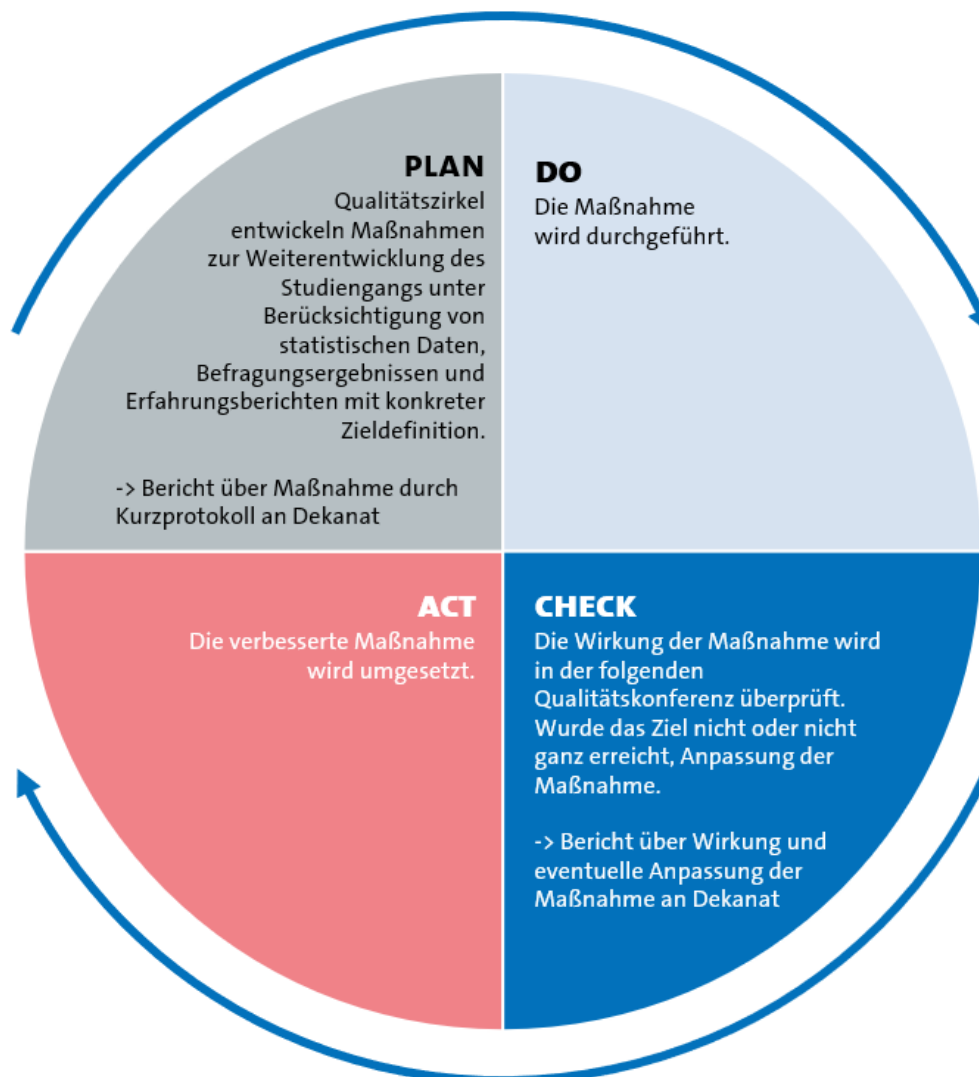 PLAN
Qualitätszirkel
entwickeln Maßnahmen
zur Weiterentwicklung des
Studiengangs unter
Berücksichtigung von
statistischen Daten,
Befragungsergebnissen und
Erfahrungsberichten mit konkreter
Zieldefinition.
-> Bericht über Maßnahme durch
Kurzprotokoll an Dekanat
DO
Die Maßnahme
wird durchgeführt.
CHECK
Die Wirkung der Maßnahme wird
in der folgenden
Qualitätskonferenz überprüft.
Wurde das Ziel nicht oder nicht
ganz erreicht, Anpassung der
Maßnahme.
-> Bericht über Wirkung und
eventuelle Anpassung der
Maßnahme an Dekanat
ACT
Die verbesserte Maßnahme
wird umgesetzt.